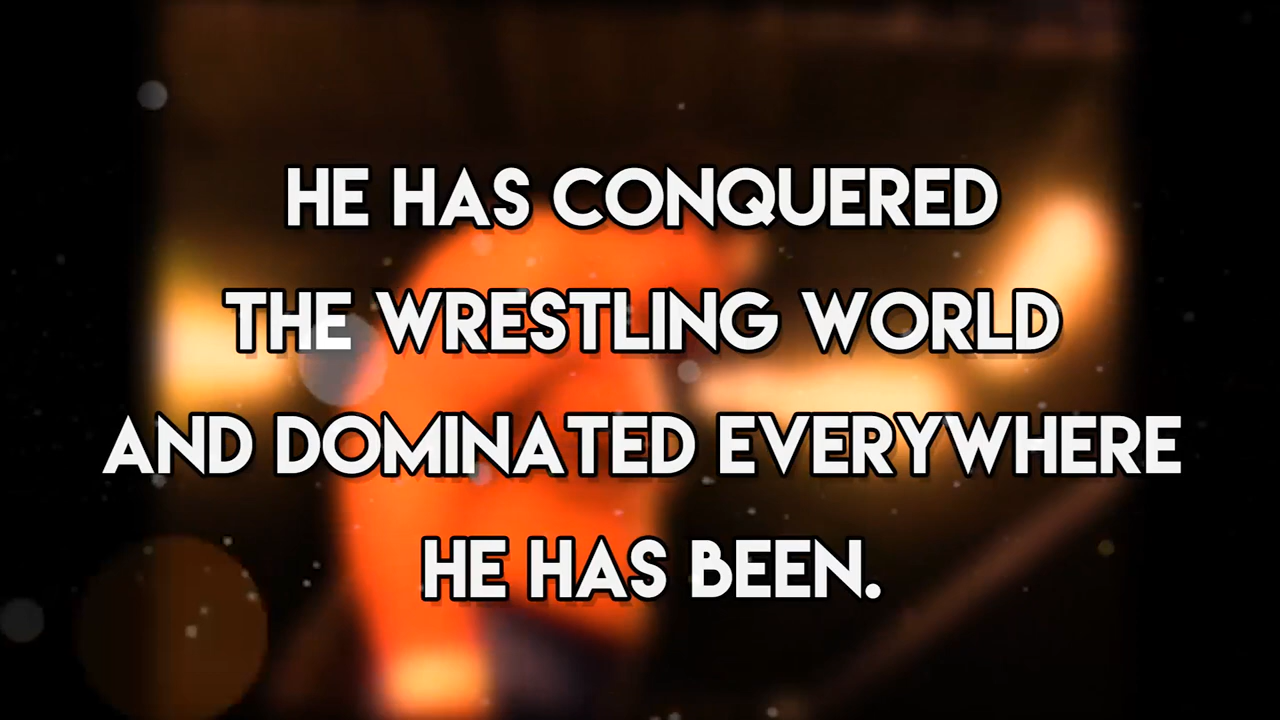 HE HAS CONQUERED
THE WRESTLING WORLD
AND DOMINATED EVERYWHERE
HE HAS BEEN.